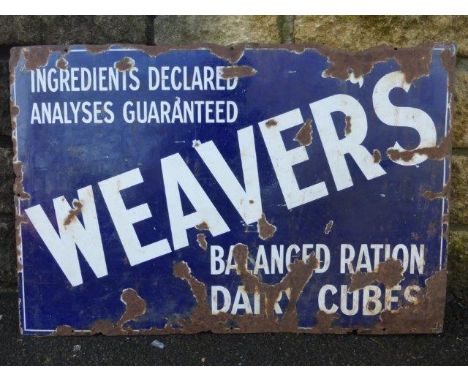 INGREDIENTS DECLARED
ANALYSES GUARANTEED
WEAVERS
BALANCED RATION
DAIRY CUBES